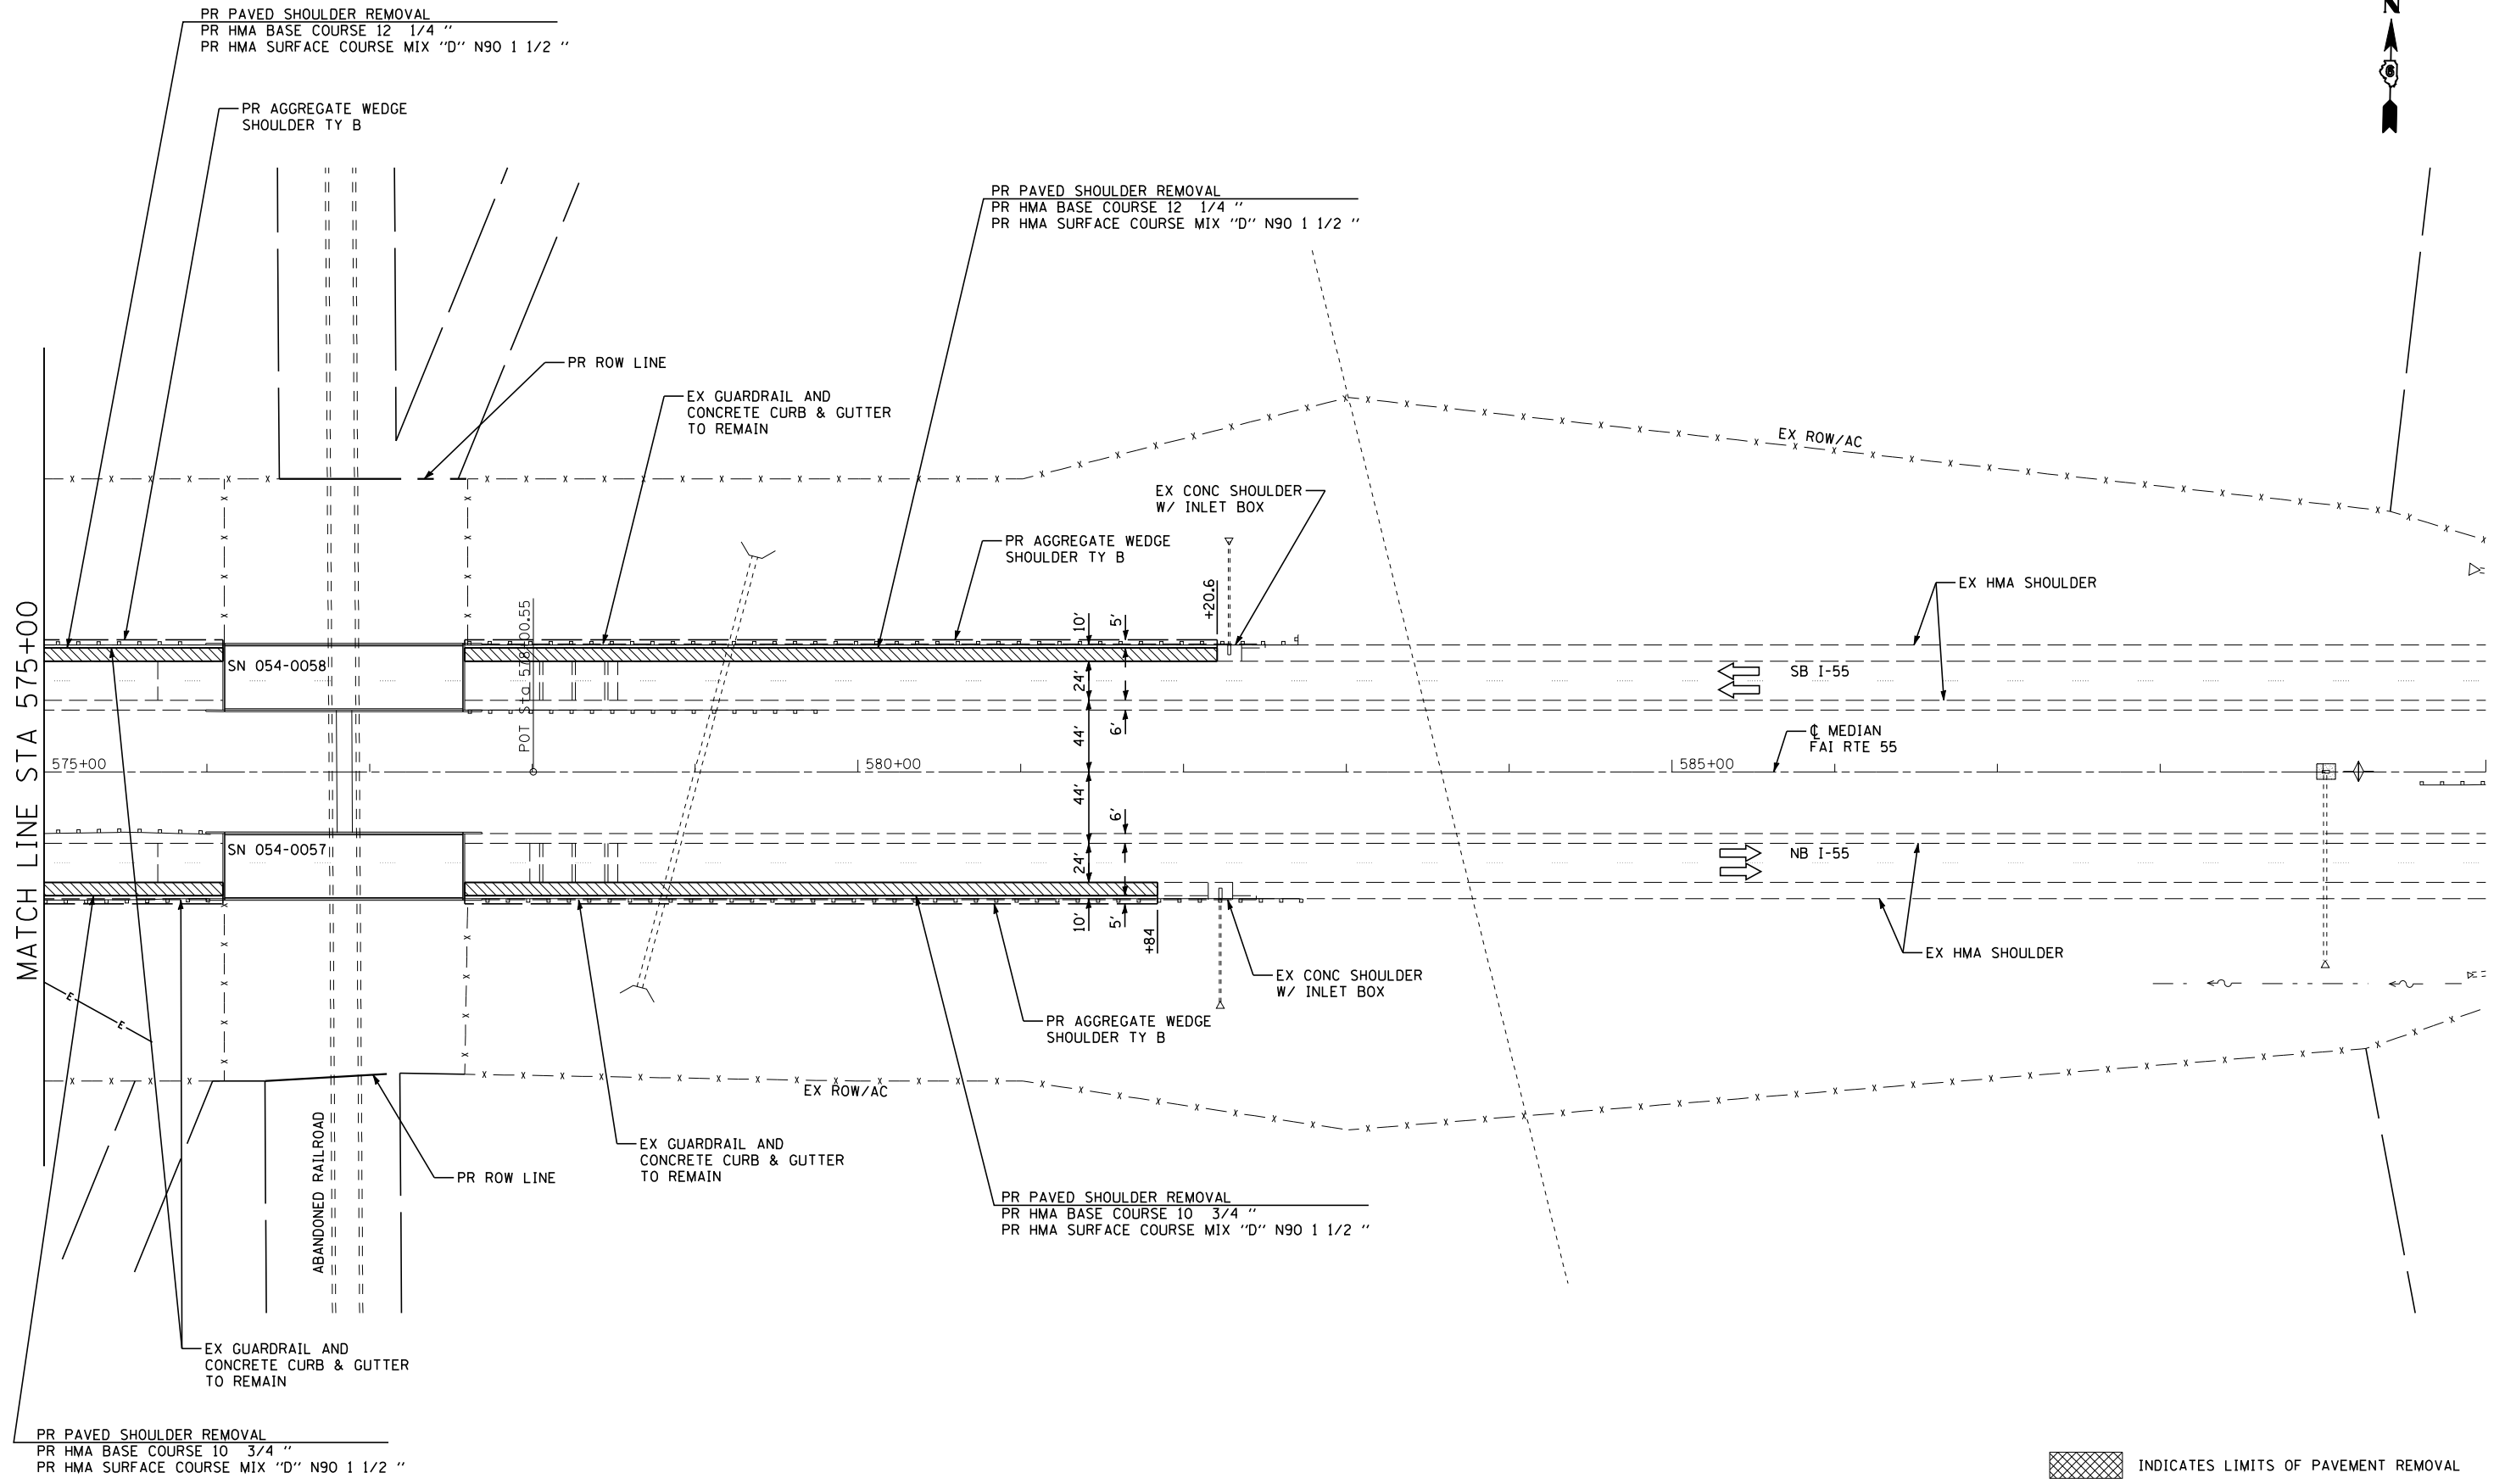 PR PAVED SHOULDER REMOVAL
PR HMA BASE COURSE 12 1/4 "
PR HMA SURFACE COURSE MIX "D" N90 1 1/2 "
N
6
PR AGGREGATE WEDGE
SHOULDER TY B
PR PAVED SHOULDER REMOVAL
PR HMA BASE COURSE 12 1/4 "
PR HMA SURFACE COURSE MIX "D" N90 1 1/2 "
PR ROW LINE
EX GUARDRAIL AND
CONCRETE CURB & GUTTER
TO REMAIN
EX ROW/AC
EX CONC SHOULDER
W/ INLET BOX
PR AGGREGATE WEDGE
SHOULDER TY B
EX HMA SHOULDER
+20.6
10'
5'
MATCH LINE STA 575+00
POT Sta 578+00.55
SN 054-0058
SB I-55
24'
6'
44'
℄ MEDIAN
FAI RTE 55
575+00
580+00
585+00
44'
6'
SN 054-0057
NB I-55
24'
10'
5'
+84
EX HMA SHOULDER
EX CONC SHOULDER
W/ INLET BOX
E
E
PR AGGREGATE WEDGE
SHOULDER TY B
EX ROW/AC
ABANDONED RAILROAD
EX GUARDRAIL AND
CONCRETE CURB & GUTTER
TO REMAIN
PR ROW LINE
PR PAVED SHOULDER REMOVAL
PR HMA BASE COURSE 10 3/4 "
PR HMA SURFACE COURSE MIX "D" N90 1 1/2 "
EX GUARDRAIL AND
CONCRETE CURB & GUTTER
TO REMAIN
PR PAVED SHOULDER REMOVAL
PR HMA BASE COURSE 10 3/4 "
PR HMA SURFACE COURSE MIX "D" N90 1 1/2 "
INDICATES LIMITS OF PAVEMENT REMOVAL